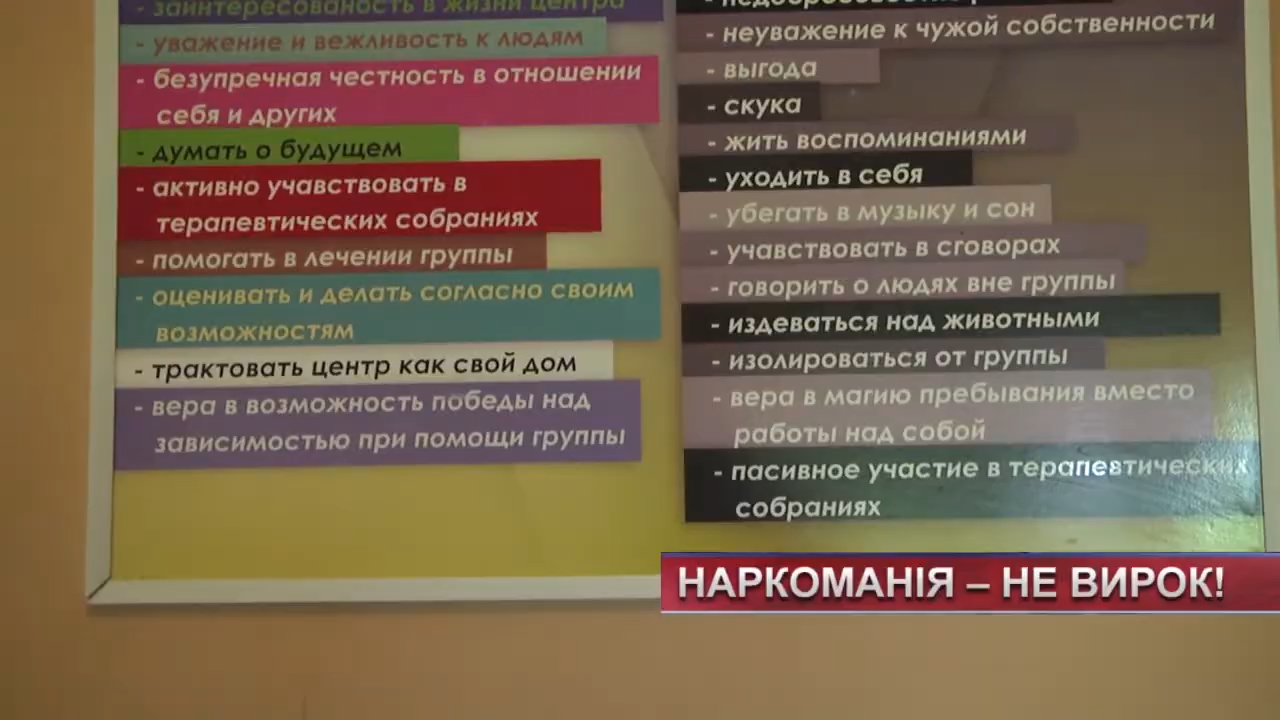 - заинтересованость в жизни центра
- уважение и вежливость к людям
- безупречная честность в отношении
себя и других
- думать о будущем
- активно учавствовать в
терапевтических собраниях
- помогать в лечении группы
- оценивать и делать согласно своим
возможностям
- трактовать центр как свой дом
- вера в возможность победы над
зависимостью при помощи группы
- неуважение к чужой собственности
- выгода
- скука
- жить воспоминаниями
- уходить в себя
- убегать в музыку и сон
- учавствовать в сговорах
- говорить о людях вне группы
- издеваться над животными
- изолироваться от группы
- вера в магию пребывания вместо
работы над собой
- пасивное участие в терапевтических
собраниях
НАРКОМАНІЯ – НЕ ВИРОК!